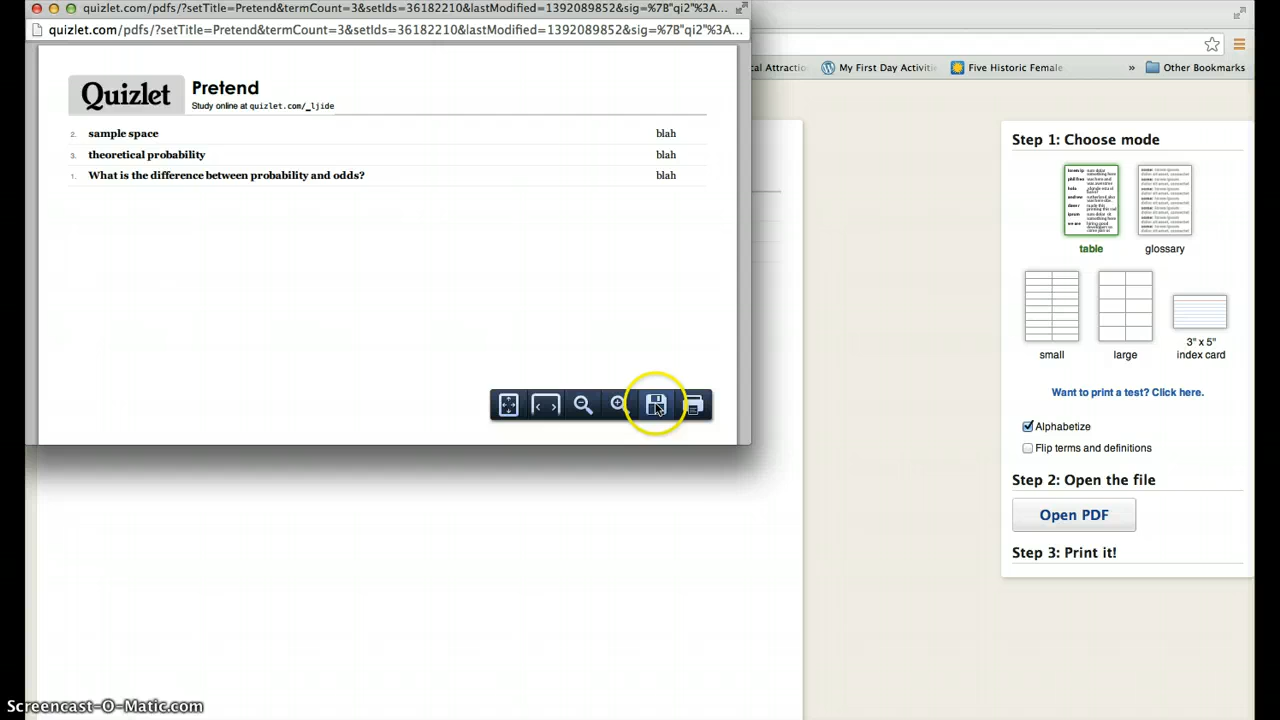 quizlet.com/pdfs/?setTitle=Pretend&termCount=3&setIds=36182210&lastModified=1392089852&sig=%78"qi2"%3A...
quizlet.com/pdfs/?setTitle=Pretend&termCount=3&setIds=36182210&lastModified=1392089852&sig=%78"qi2"%3A...
cal Attraction
My First Day Activiti
Five Historic Female
»
Other Bookmarks
Quizlet
Pretend
Study online at quizlet.com/_ljide
2. sample space blah
3. theoretical probability blah
1. What is the difference between probability and odds? blah
Step 1: Choose mode
table
glossary
small
large
3" x 5"
index card
Want to print a test? Click here.
Alphabetize
Flip terms and definitions
Step 2: Open the file
Open PDF
Step 3: Print it!
Screencast-O-Matic.com